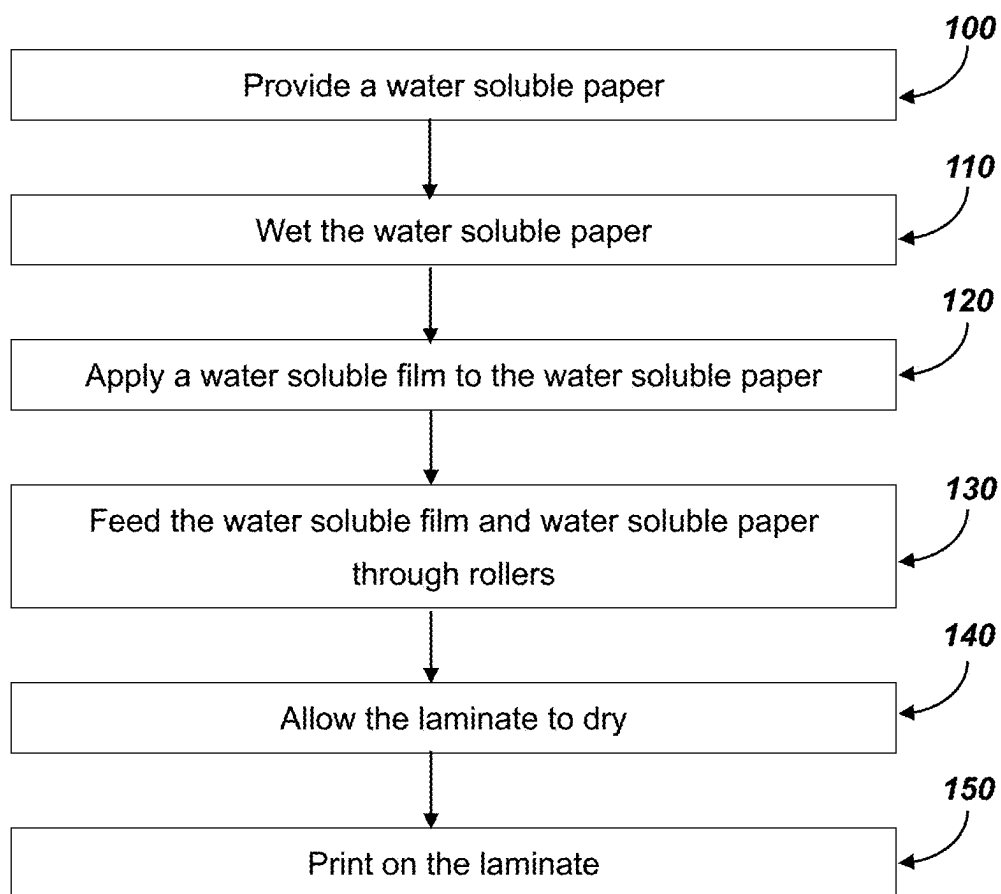 100
Provide a water soluble paper
110
Wet the water soluble paper
120
Apply a water soluble film to the water soluble paper
130
Feed the water soluble film and water soluble paper
through rollers
140
Allow the laminate to dry
150
Print on the laminate